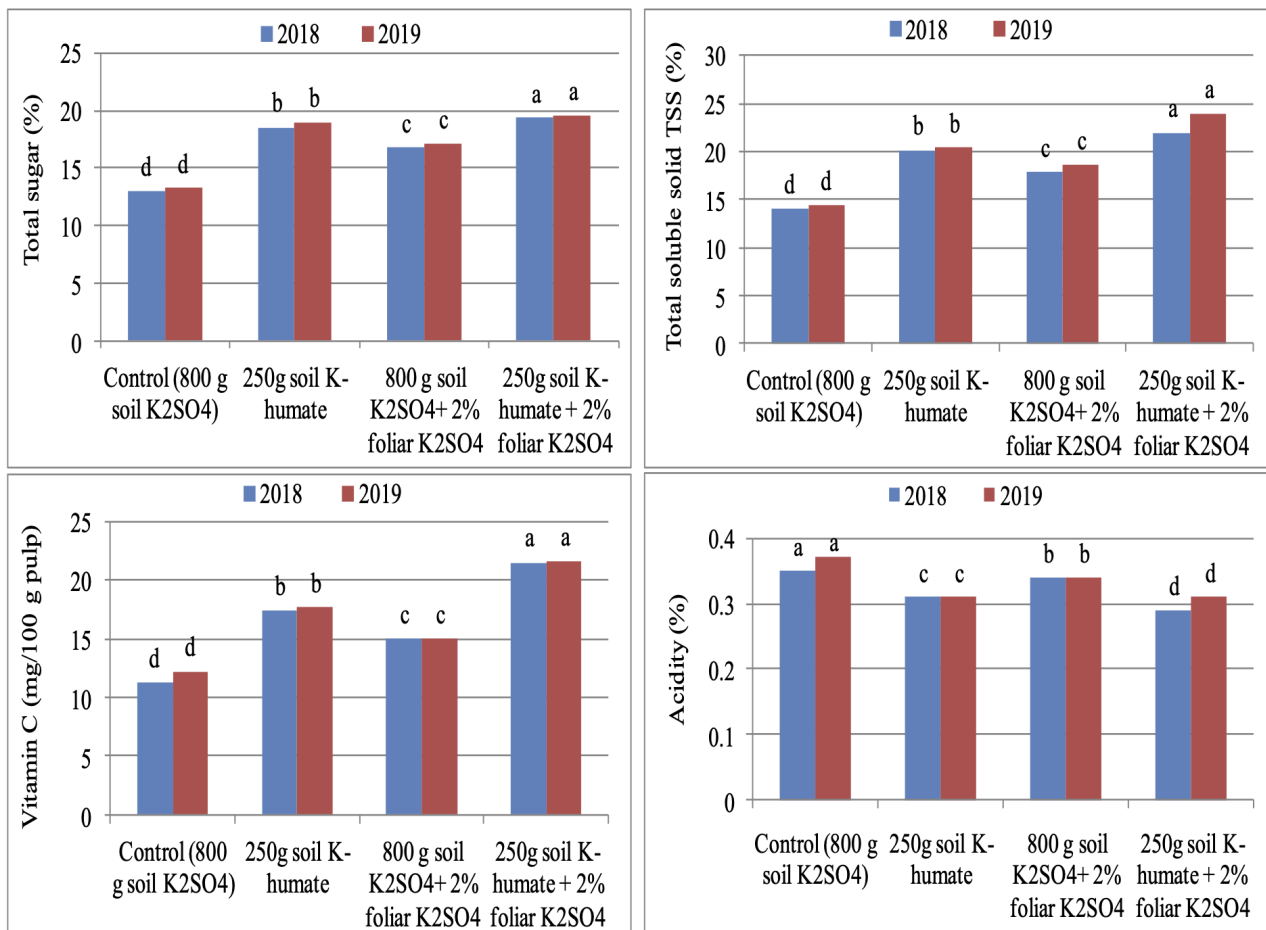 2018 2019
Total sugar (%)
25
20
15
10
5
0
d d b b c c a a
Control (800 g
soil K2SO4)
250g soil K-
humate
800 g soil
K2SO4+ 2%
foliar K2SO4
250g soil K-
humate + 2%
foliar K2SO4
2018 2019
Total soluble solid TSS (%)
30
25
20
15
10
5
0
d d b b c c a a
Control (800 g
soil K2SO4)
250g soil K-
humate
800 g soil
K2SO4+ 2%
foliar K2SO4
250g soil K-
humate + 2%
foliar K2SO4
2018 2019
Vitamin C (mg/100 g pulp)
25
20
15
10
5
0
d d b b c c a a
Control (800
g soil K2SO4)
250g soil K-
humate
800 g soil
K2SO4+ 2%
foliar K2SO4
250g soil K-
humate + 2%
foliar K2SO4
2018 2019
Acidity (%)
0.4
0.3
0.2
0.1
0
a a c c b b d d
Control (800 g
soil K2SO4)
250g soil K-
humate
800 g soil
K2SO4+ 2%
foliar K2SO4
250g soil K-
humate + 2%
foliar K2SO4